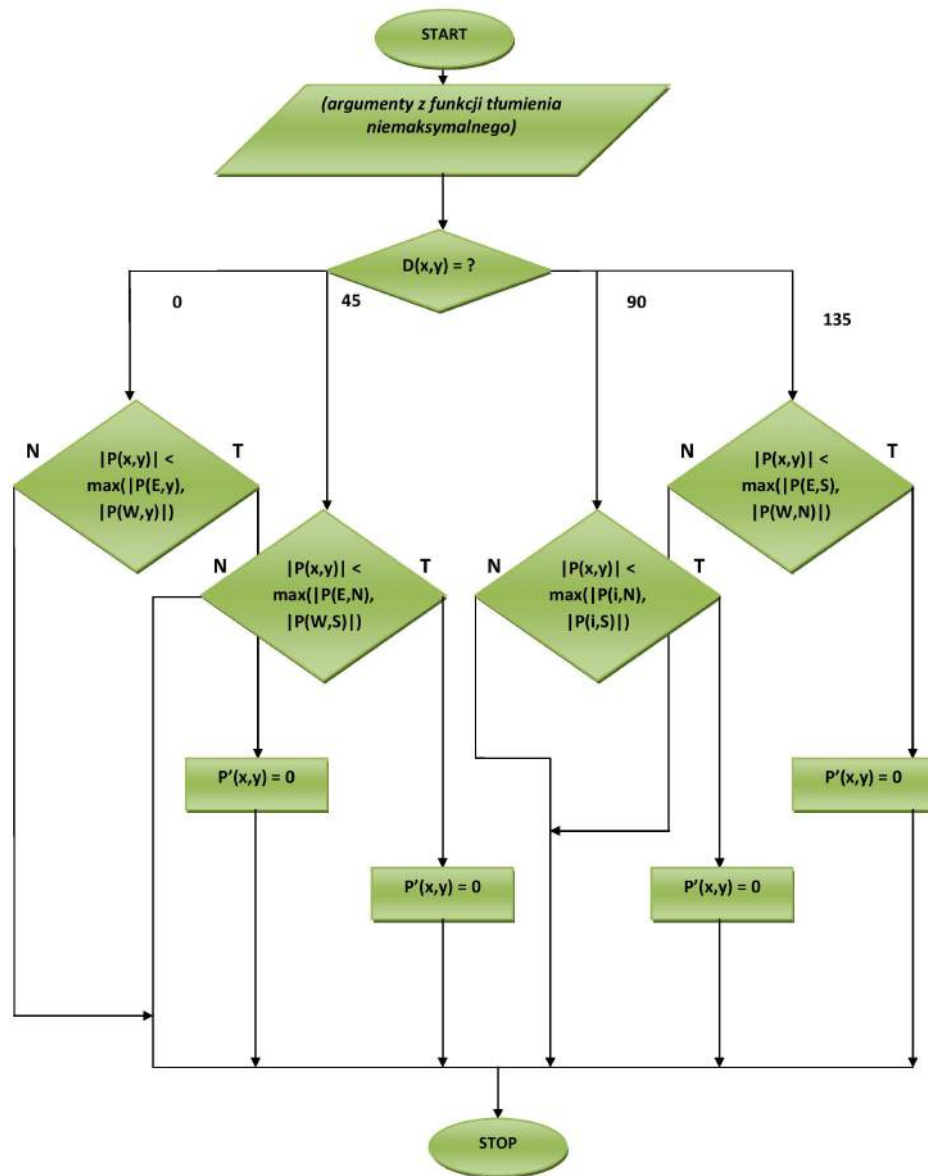 START
(argumenty z funkcji tłumienia
niemaksymalnego)
D(x,y) = ?
0
45
90
135
N
|P(x,y)| <
max(|P(E,y),
|P(W,y)|)
T
N
|P(x,y)| <
max(|P(E,N),
|P(W,S)|)
T
N
|P(x,y)| <
max(|P(i,N),
|P(i,S)|)
T
N
|P(x,y)| <
max(|P(E,S),
|P(W,N)|)
T
P'(x,y) = 0
P'(x,y) = 0
P'(x,y) = 0
P'(x,y) = 0
STOP